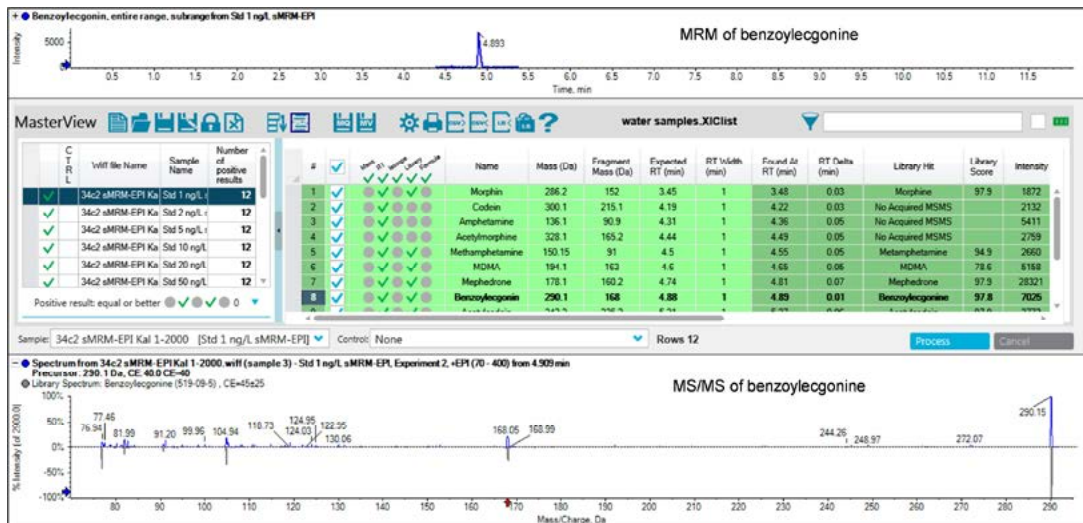 Benzoylecgonin, entire range, subrange from Std 1 ng/L sMRM-EPI
MRM of benzoylecgonine
Intensity
5000
0
4.893
0.5 1.0 1.5 2.0 2.5 3.0 3.5 4.0 4.5 5.0 5.5 6.0 6.5 7.0 7.5 8.0 8.5 9.0 9.5 10.0 10.5 11.0 11.5
Time, min
MasterView
water samples.XIClist
CTRL Wiff file Name Sample Name Number of positive results
34c2 sMRM-EPI Ka Std 1 ng/L s 12
34c2 sMRM-EPI Ka Std 2 ng/L s 12
34c2 sMRM-EPI Ka Std 5 ng/L s 12
34c2 sMRM-EPI Ka Std 10 ng/L 12
34c2 sMRM-EPI Ka Std 20 ng/L 12
34c2 sMRM-EPI Ka Std 50 ng/L 12
Positive result: equal or better 0
# Mass RT Isotope Library Formula Name Mass (Da) Fragment Mass (Da) Expected RT (min) RT Width (min) Found At RT (min) RT Delta (min) Library Hit Library Score Intensity
1 Morphin 286.2 152 3.45 1 3.48 0.03 Morphine 97.9 1872
2 Codein 300.1 215.1 4.19 1 4.22 0.03 No Acquired MSMS 2132
3 Amphetamine 136.1 90.9 4.31 1 4.36 0.05 No Acquired MSMS 5411
4 Acetylmorphine 328.1 165.2 4.44 1 4.49 0.05 No Acquired MSMS 2759
5 Methamphetamine 150.15 91 4.5 1 4.55 0.05 Metamphetamine 94.9 2660
6 MDMA 194.1 163 4.6 1 4.65 0.06 MDMA 78.6 6168
7 Mephedrone 178.1 160.2 4.74 1 4.81 0.07 Mephedrone 97.9 28321
8 Benzoylecgonin 290.1 168 4.88 1 4.89 0.01 Benzoylecgonine 97.8 7025
Sample: 34c2 sMRM-EPI Kal 1-2000 [Std 1 ng/L sMRM-EPI] Control: None Rows 12 Process Cancel
Spectrum from 34c2 sMRM-EPI Kal 1-2000.wiff (sample 3) - Std 1 ng/L sMRM-EPI, Experiment 2, +EPI (70 - 400) from 4.909 min
Precursor: 290.1 Da, CE: 40.0 CE=40
Library Spectrum: Benzoylecgonine (519-09-5) , CE=45±25
MS/MS of benzoylecgonine
% Intensity (of 2000.0)
100%
50%
0%
-50%
-100%
76.94 77.46 81.99 91.20 99.96 104.94 118.73 124.03 124.95 122.95 130.06 168.05 168.99 244.26 248.97 272.07 290.15
80 90 100 110 120 130 140 150 160 170 180 190 200 210 220 230 240 250 260 270 280 290
Mass/Charge, Da